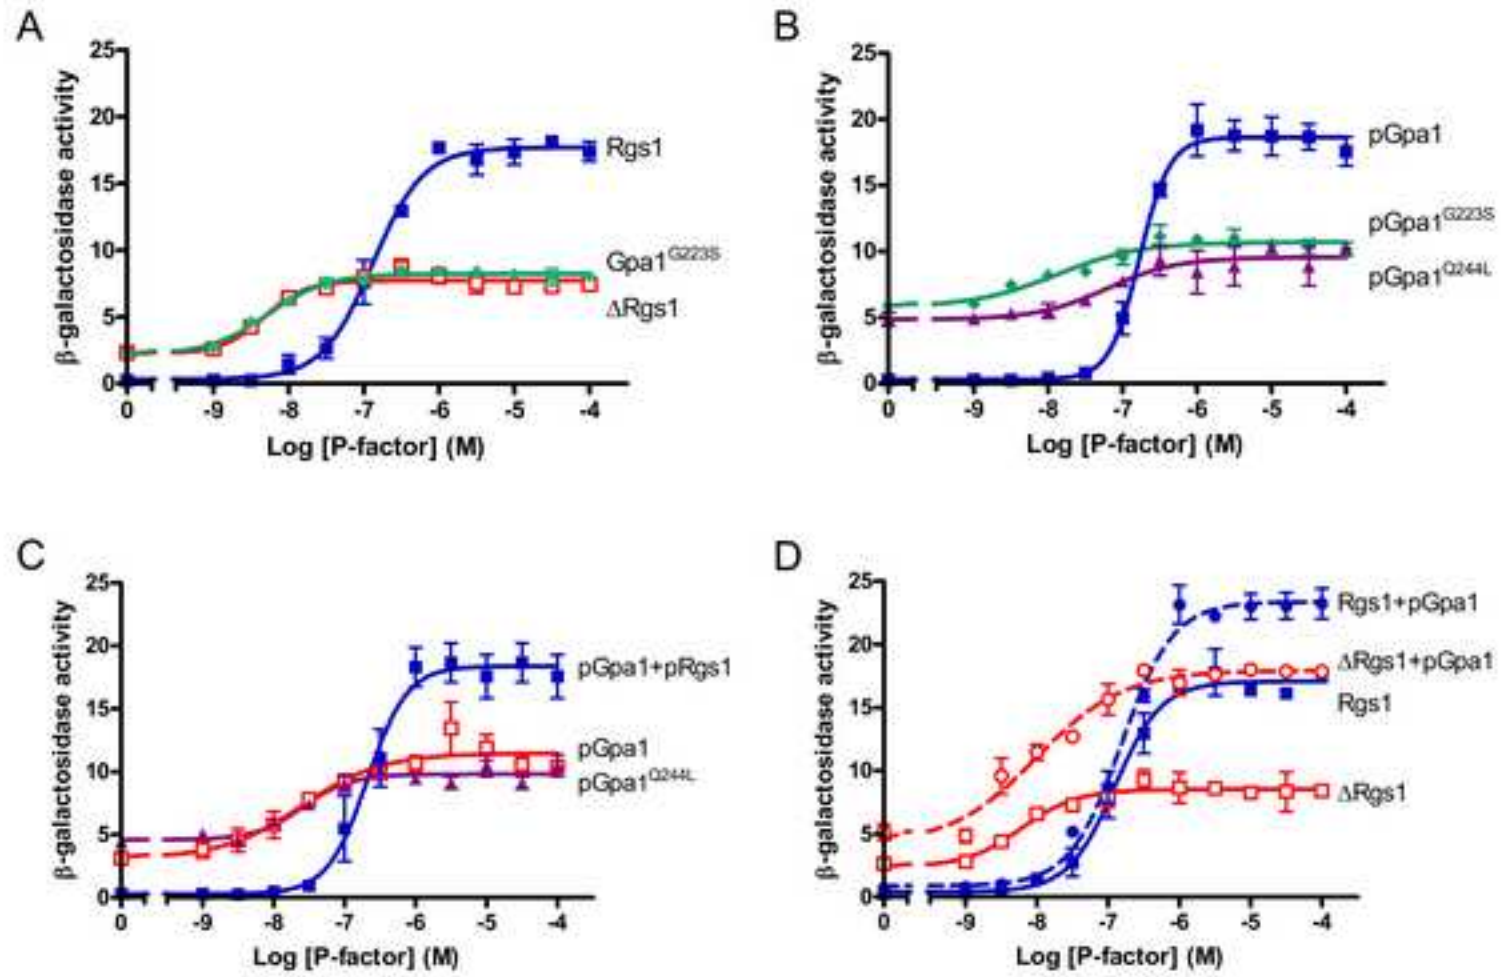 A
β-galactosidase activity
25
20
15
10
5
0
Rgs1
Gpa1G223S
ΔRgs1
0 -9 -8 -7 -6 -5 -4
Log [P-factor] (M)
B
β-galactosidase activity
25
20
15
10
5
0
pGpa1
pGpa1G223S
pGpa1Q244L
0 -9 -8 -7 -6 -5 -4
Log [P-factor] (M)
C
β-galactosidase activity
25
20
15
10
5
0
pGpa1+pRgs1
pGpa1
pGpa1Q244L
0 -9 -8 -7 -6 -5 -4
Log [P-factor] (M)
D
β-galactosidase activity
25
20
15
10
5
0
Rgs1+pGpa1
ΔRgs1+pGpa1
Rgs1
ΔRgs1
0 -9 -8 -7 -6 -5 -4
Log [P-factor] (M)